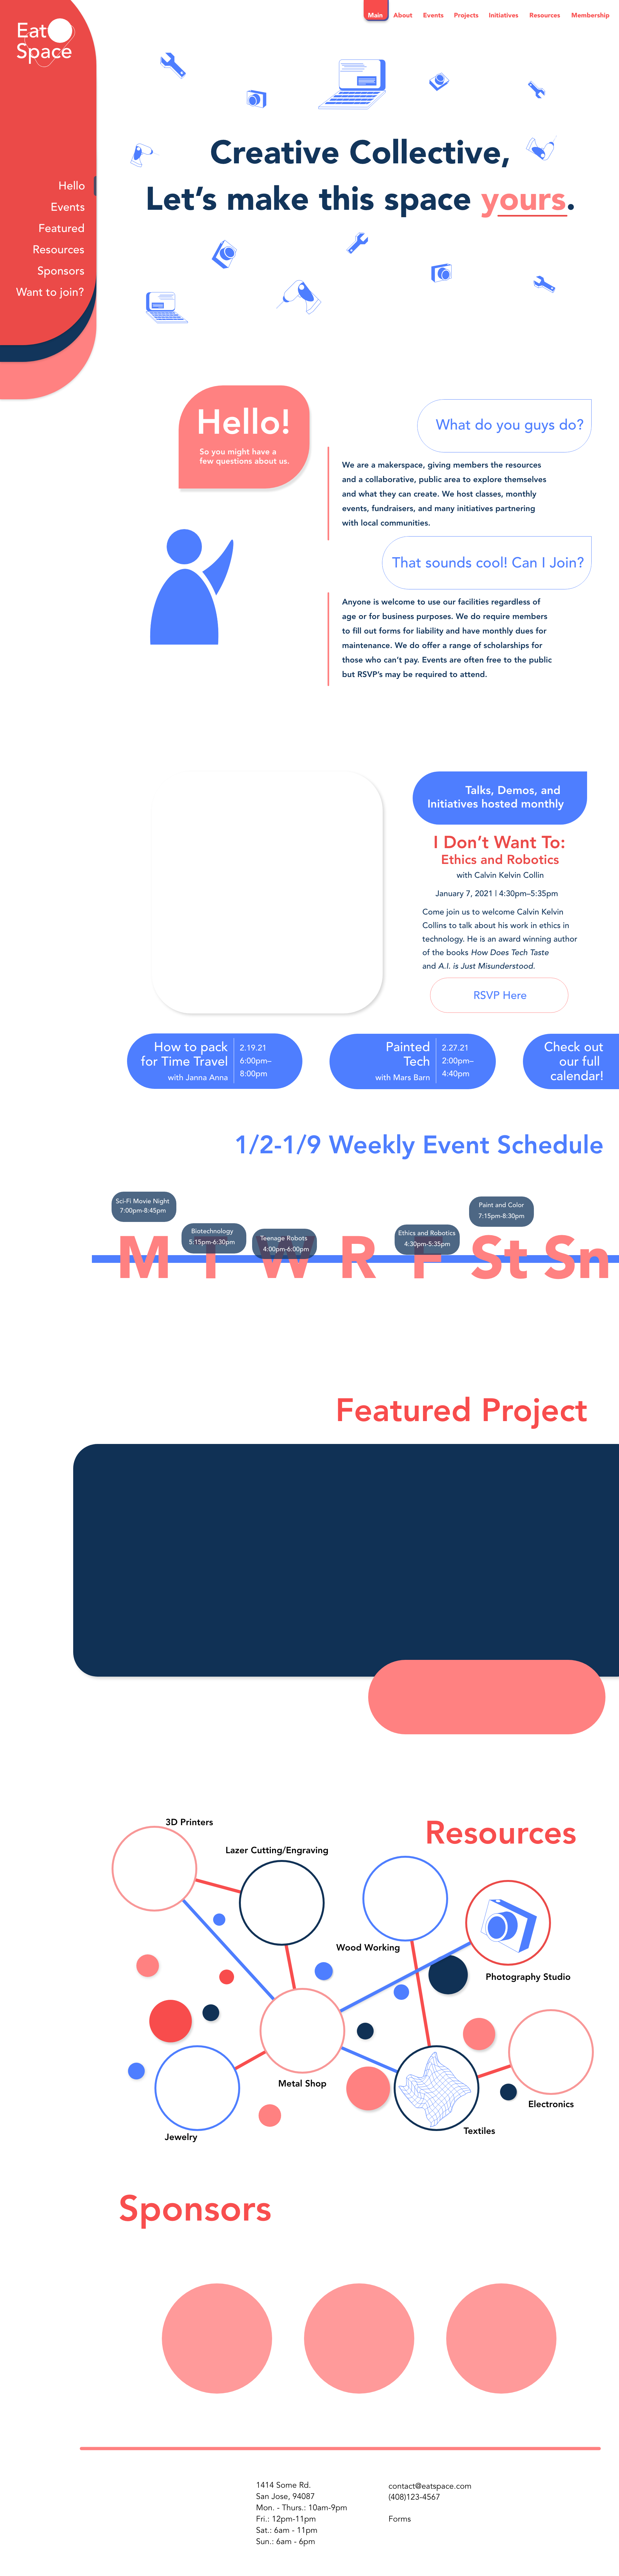 Eat
Space
Main
About
Events
Projects
Initiatives
Resources
Membership
Hello
Events
Featured
Resources
Sponsors
Want to join?
Creative Collective,
Let's make this space yours.
Hello!
So you might have a
few questions about us.
What do you guys do?
We are a makerspace, giving members the resources
and a collaborative, public area to explore themselves
and what they can create. We host classes, monthly
events, fundraisers, and many initiatives partnering
with local communities.
That sounds cool! Can I Join?
Anyone is welcome to use our facilities regardless of
age or for business purposes. We do require members
to fill out forms for liability and have monthly dues for
maintenance. We do offer a range of scholarships for
those who can't pay. Events are often free to the public
but RSVP's may be required to attend.
Talks, Demos, and
Initiatives hosted monthly
I Don't Want To:
Ethics and Robotics
with Calvin Kelvin Collin
January 7, 2021 | 4:30pm–5:35pm
Come join us to welcome Calvin Kelvin
Collins to talk about his work in ethics in
technology. He is an award winning author
of the books How Does Tech Taste
and A.I. is Just Misunderstood.
RSVP Here
How to pack
for Time Travel
with Janna Anna
2.19.21
6:00pm–
8:00pm
Painted
Tech
with Mars Barn
2.27.21
2:00pm–
4:40pm
Check out
our full
calendar!
1/2-1/9 Weekly Event Schedule
Sci-Fi Movie Night
7:00pm-8:45pm
Biotechnology
5:15pm-6:30pm
Teenage Robots
4:00pm-6:00pm
Ethics and Robotics
4:30pm-5:35pm
Paint and Color
7:15pm-8:30pm
M T W R F St Sn
Featured Project
Resources
3D Printers
Lazer Cutting/Engraving
Wood Working
Photography Studio
Metal Shop
Electronics
Textiles
Jewelry
Sponsors
1414 Some Rd.
San Jose, 94087
Mon. - Thurs.: 10am-9pm
Fri.: 12pm-11pm
Sat.: 6am - 11pm
Sun.: 6am - 6pm
contact@eatspace.com
(408)123-4567
Forms